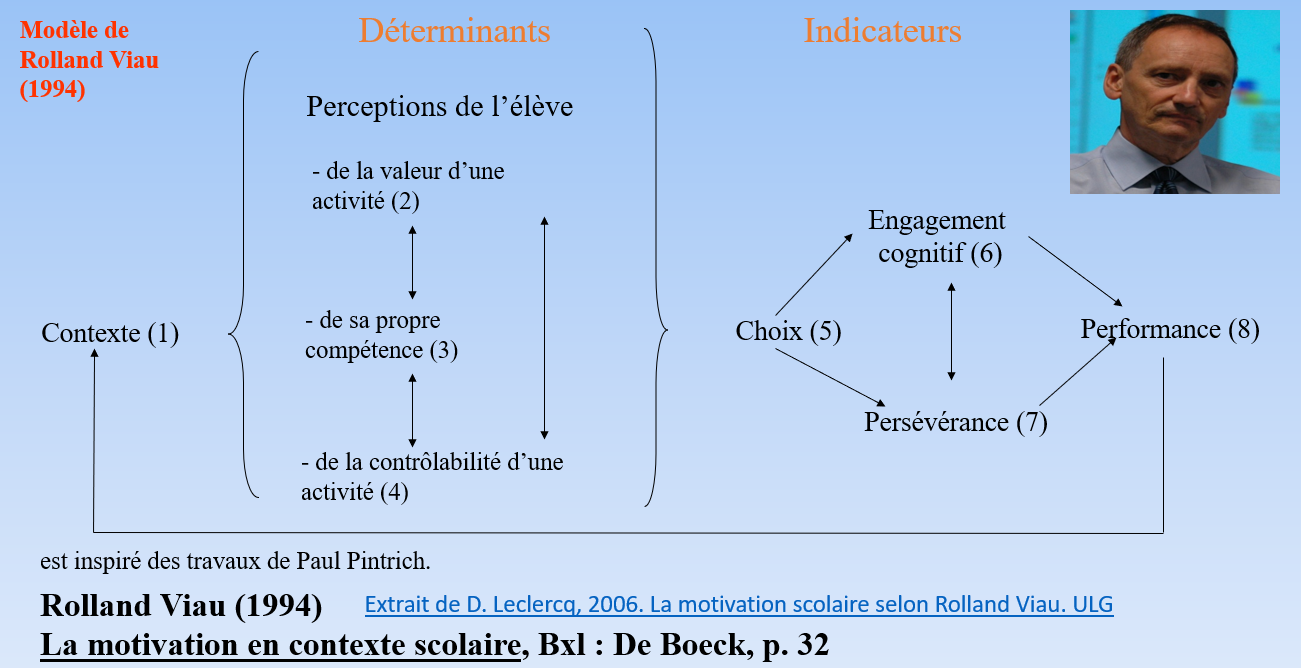 Modèle de
Rolland Viau
(1994)
Déterminants
Indicateurs
Perceptions de l’élève
- de la valeur d’une
activité (2)
Engagement
cognitif (6)
Contexte (1)
- de sa propre
compétence (3)
Choix (5)
Performance (8)
Persévérance (7)
- de la contrôlabilité d’une
activité (4)
est inspiré des travaux de Paul Pintrich.
Rolland Viau (1994)
Extrait de D. Leclercq, 2006. La motivation scolaire selon Rolland Viau. ULG
La motivation en contexte scolaire, Bxl : De Boeck, p. 32